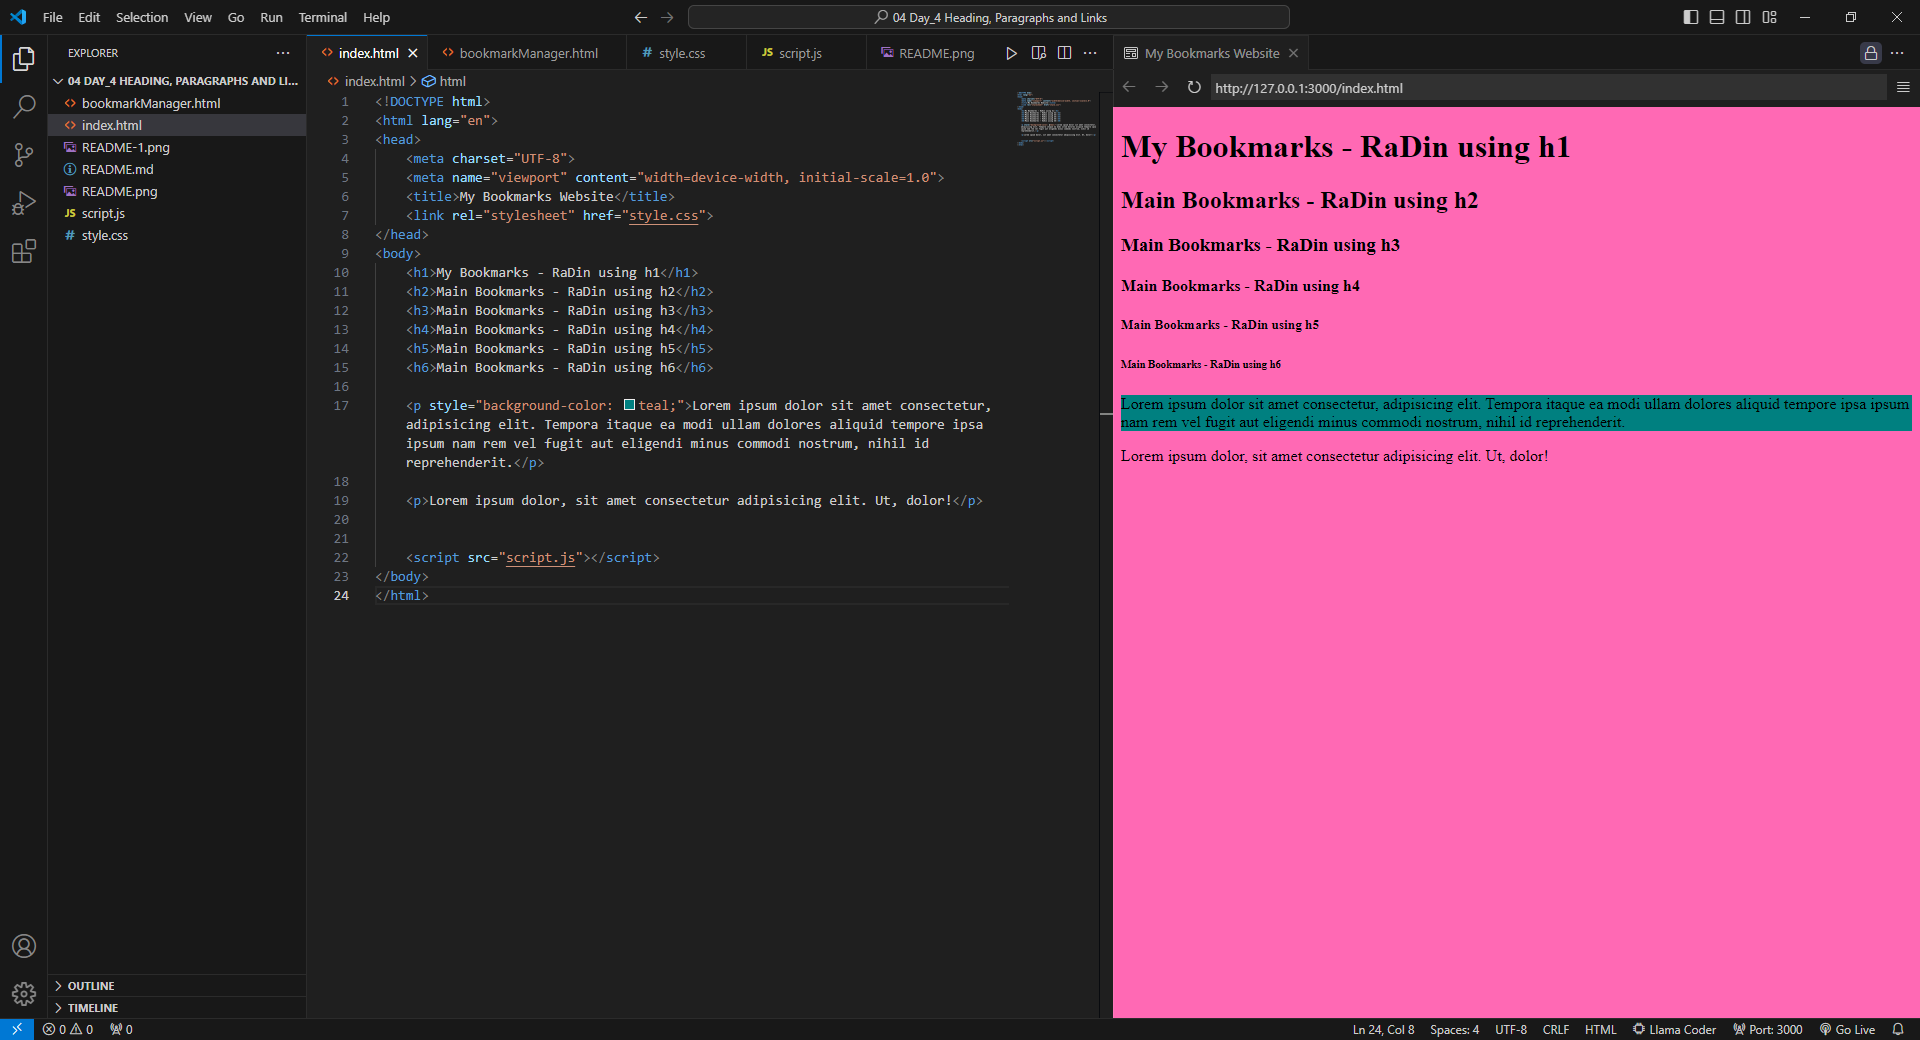 File Edit Selection View Go Run Terminal Help
04 Day_4 Heading, Paragraphs and Links
EXPLORER
04 DAY_4 HEADING, PARAGRAPHS AND LI...
bookmarkManager.html
index.html
README-1.png
README.md
README.png
JS script.js
# style.css
OUTLINE
TIMELINE
index.html
bookmarkManager.html
# style.css
JS script.js
README.png
index.html > html
1 <!DOCTYPE html>
2 <html lang="en">
3 <head>
4 <meta charset="UTF-8">
5 <meta name="viewport" content="width=device-width, initial-scale=1.0">
6 <title>My Bookmarks Website</title>
7 <link rel="stylesheet" href="style.css">
8 </head>
9 <body>
10 <h1>My Bookmarks - RaDin using h1</h1>
11 <h2>Main Bookmarks - RaDin using h2</h2>
12 <h3>Main Bookmarks - RaDin using h3</h3>
13 <h4>Main Bookmarks - RaDin using h4</h4>
14 <h5>Main Bookmarks - RaDin using h5</h5>
15 <h6>Main Bookmarks - RaDin using h6</h6>
16
17 <p style="background-color: teal;">Lorem ipsum dolor sit amet consectetur,
adipisicing elit. Tempora itaque ea modi ullam dolores aliquid tempore ipsa
ipsum nam rem vel fugit aut eligendi minus commodi nostrum, nihil id
reprehenderit.</p>
18
19 <p>Lorem ipsum dolor, sit amet consectetur adipisicing elit. Ut, dolor!</p>
20
21
22 <script src="script.js"></script>
23 </body>
24 </html>
My Bookmarks Website
http://127.0.0.1:3000/index.html
My Bookmarks - RaDin using h1
Main Bookmarks - RaDin using h2
Main Bookmarks - RaDin using h3
Main Bookmarks - RaDin using h4
Main Bookmarks - RaDin using h5
Main Bookmarks - RaDin using h6
Lorem ipsum dolor sit amet consectetur, adipisicing elit. Tempora itaque ea modi ullam dolores aliquid tempore ipsa ipsum
nam rem vel fugit aut eligendi minus commodi nostrum, nihil id reprehenderit.
Lorem ipsum dolor, sit amet consectetur adipisicing elit. Ut, dolor!
0 0 0
Ln 24, Col 8 Spaces: 4 UTF-8 CRLF HTML Llama Coder Port: 3000 Go Live